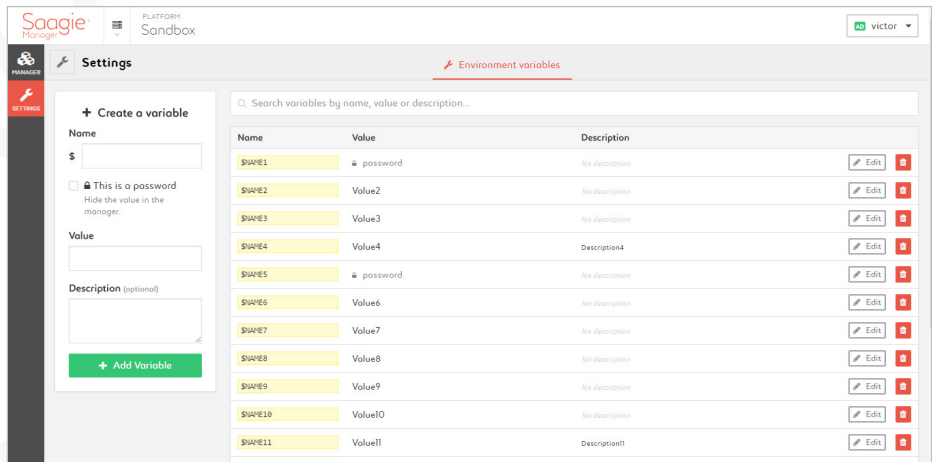 Saagie
Manager
PLATFORM
Sandbox
AD victor
MANAGER
SETTINGS
Settings
Environment variables
+ Create a variable
Name
$
This is a password
Hide the value in the
manager.
Value
Description (optional)
+ Add Variable
Search variables by name, value or description...
Name Value Description
$NAME1 password No description Edit
$NAME2 Value2 No description Edit
$NAME3 Value3 No description Edit
$NAME4 Value4 Description4 Edit
$NAME5 password No description Edit
$NAME6 Value6 No description Edit
$NAME7 Value7 No description Edit
$NAME8 Value8 No description Edit
$NAME9 Value9 No description Edit
$NAME10 Value10 No description Edit
$NAME11 Value11 Description11 Edit